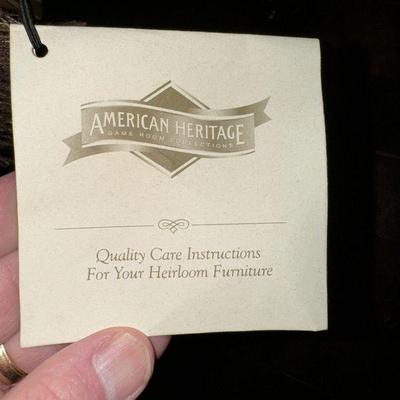 AMERICAN HERITAGE
GAME ROOM COLLECTIONS
Quality Care Instructions
For Your Heirloom Furniture